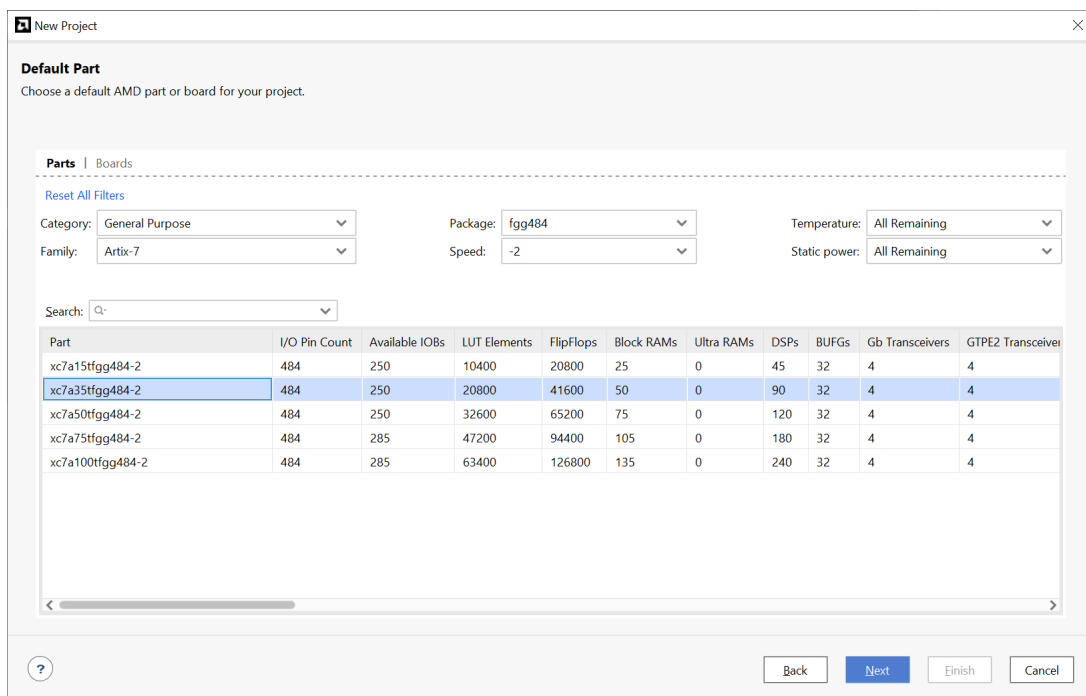 New Project
Default Part
Choose a default AMD part or board for your project.
Parts | Boards
Reset All Filters
Category: General Purpose Package: fgg484 Temperature: All Remaining
Family: Artix-7 Speed: -2 Static power: All Remaining
Search:
Part I/O Pin Count Available IOBs LUT Elements FlipFlops Block RAMs Ultra RAMs DSPs BUFGs Gb Transceivers GTPE2 Transceiver
xc7a15tfgg484-2 484 250 10400 20800 25 0 45 32 4 4
xc7a35tfgg484-2 484 250 20800 41600 50 0 90 32 4 4
xc7a50tfgg484-2 484 250 32600 65200 75 0 120 32 4 4
xc7a75tfgg484-2 484 285 47200 94400 105 0 180 32 4 4
xc7a100tfgg484-2 484 285 63400 126800 135 0 240 32 4 4
? Back Next Finish Cancel